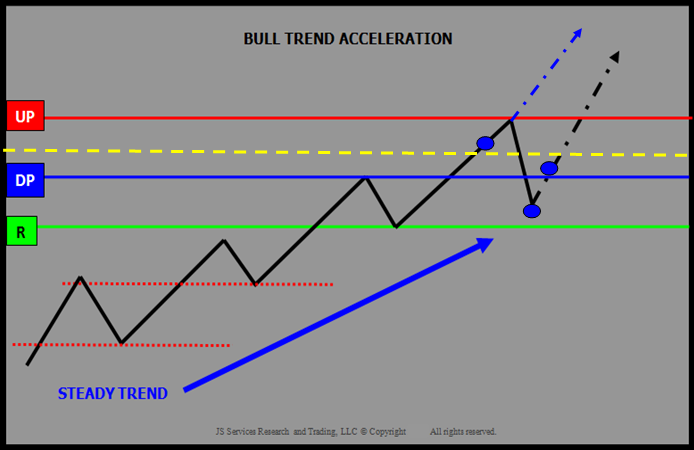 BULL TREND ACCELERATION
UP
DP
R
STEADY TREND
JS Services Research and Trading, LLC © Copyright All rights reserved.